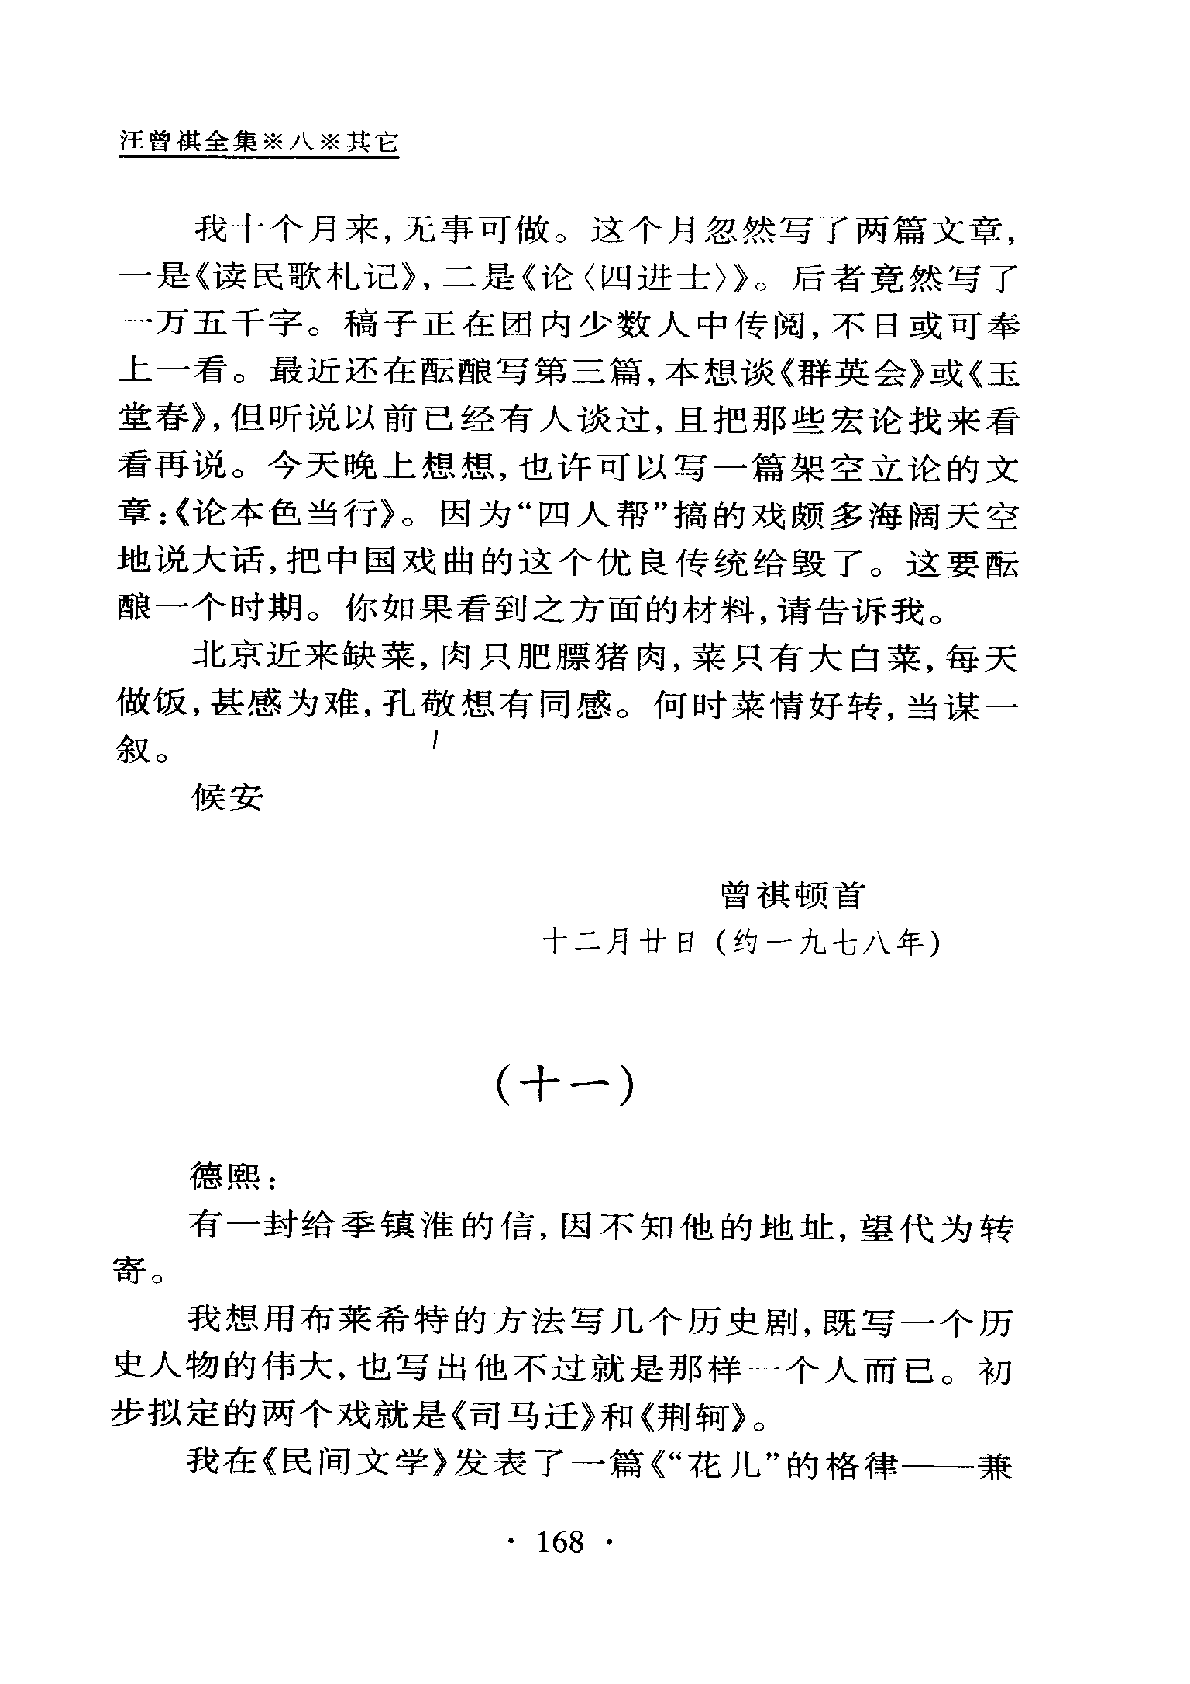 汪曾祺全集※八※其它
我十个月来,无事可做。这个月忽然写了两篇文章,
一是《读民歌札记》,二是《论〈四进士〉》。后者竟然写了
一万五千字。稿子正在团内少数人中传阅,不日或可奉
上一看。最近还在酝酿写第三篇,本想谈《群英会》或《玉
堂春》,但听说以前已经有人谈过,且把那些宏论找来看
看再说。今天晚上想想,也许可以写一篇架空立论的文
章:《论本色当行》。因为“四人帮”搞的戏颇多海阔天空
地说大话,把中国戏曲的这个优良传统给毁了。这要酝
酿一个时期。你如果看到之方面的材料,请告诉我。
北京近来缺菜,肉只肥膘猪肉,菜只有大白菜,每天
做饭,甚感为难,孔敬想有同感。何时菜情好转,当谋一
叙。
候安
曾祺顿首
十二月廿日(约一九七八年)
(十一)
德熙:
有一封给季镇淮的信,因不知他的地址,望代为转
寄。
我想用布莱希特的方法写几个历史剧,既写一个历
史人物的伟大,也写出他不过就是那样一个人而已。初
步拟定的两个戏就是《司马迁》和《荆轲》。
我在《民间文学》发表了一篇《“花儿”的格律——兼
· 168 ·